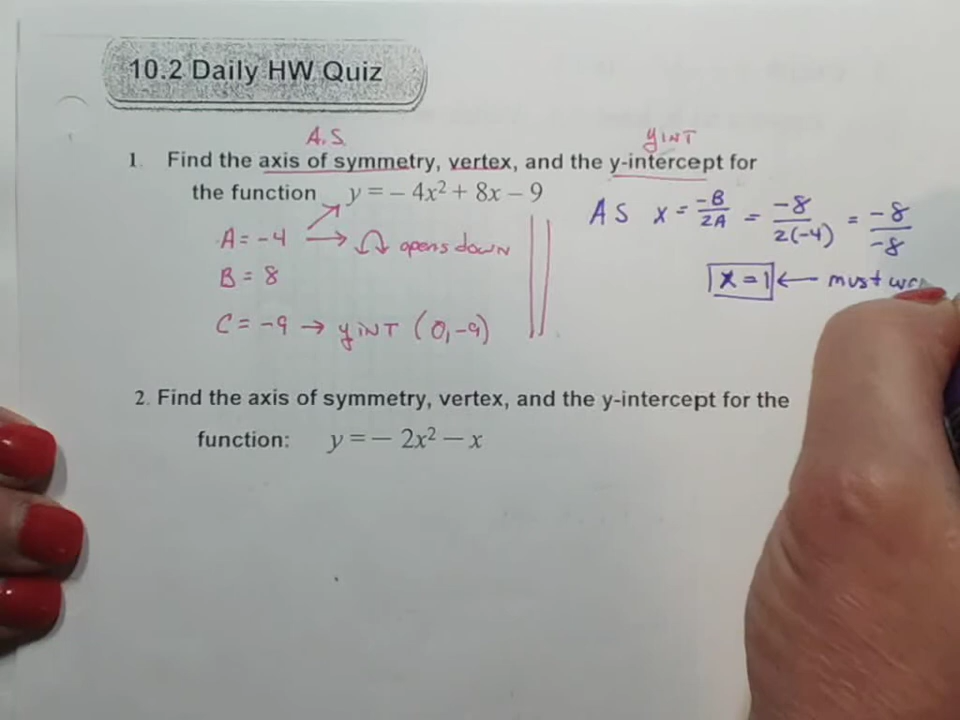 10.2 Daily HW Quiz
A.S. yINT
1. Find the axis of symmetry, vertex, and the y-intercept for
the function y = – 4x² + 8x – 9
A S x = -B/2A = -8/2(-4) = -8/-8
A = -4 → opens down
B = 8
x = 1 ← must
C = -9 → yINT (0,-9)
2. Find the axis of symmetry, vertex, and the y-intercept for the
function: y = – 2x² – x